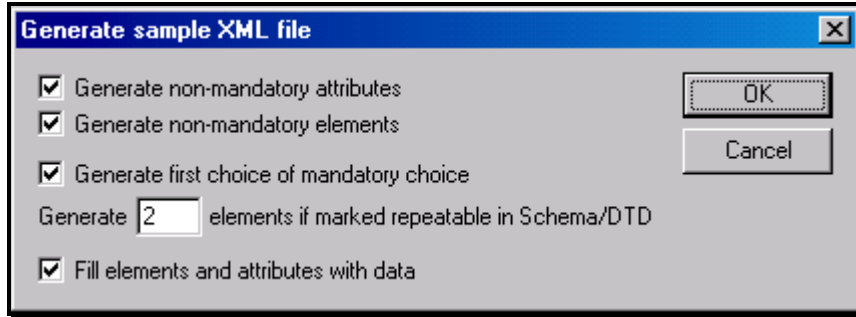 Generate sample XML file
Generate non-mandatory attributes
OK
Generate non-mandatory elements
Cancel
Generate first choice of mandatory choice
Generate 2 elements if marked repeatable in Schema/DTD
Fill elements and attributes with data